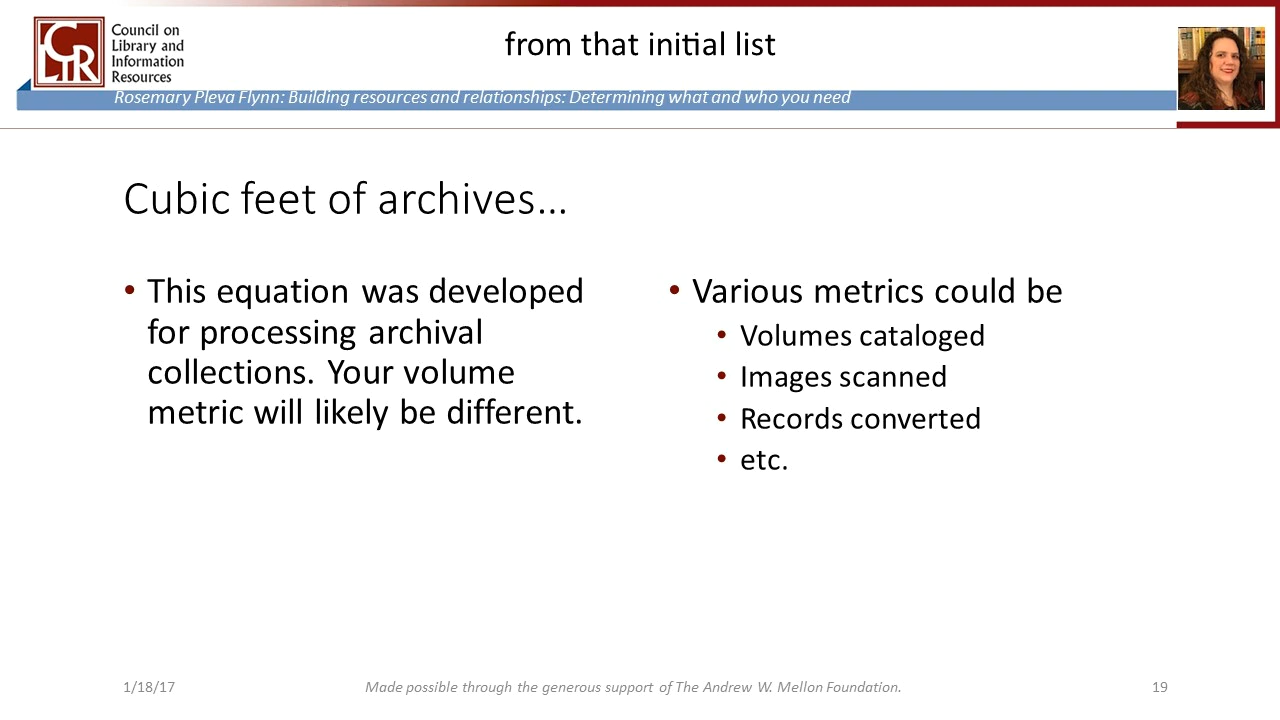 CLIR
Council on
Library and
Information
Resources
from that initial list
Rosemary Pleva Flynn: Building resources and relationships: Determining what and who you need
Cubic feet of archives…
• This equation was developed
for processing archival
collections. Your volume
metric will likely be different.
• Various metrics could be
• Volumes cataloged
• Images scanned
• Records converted
• etc.
1/18/17
Made possible through the generous support of The Andrew W. Mellon Foundation.
19